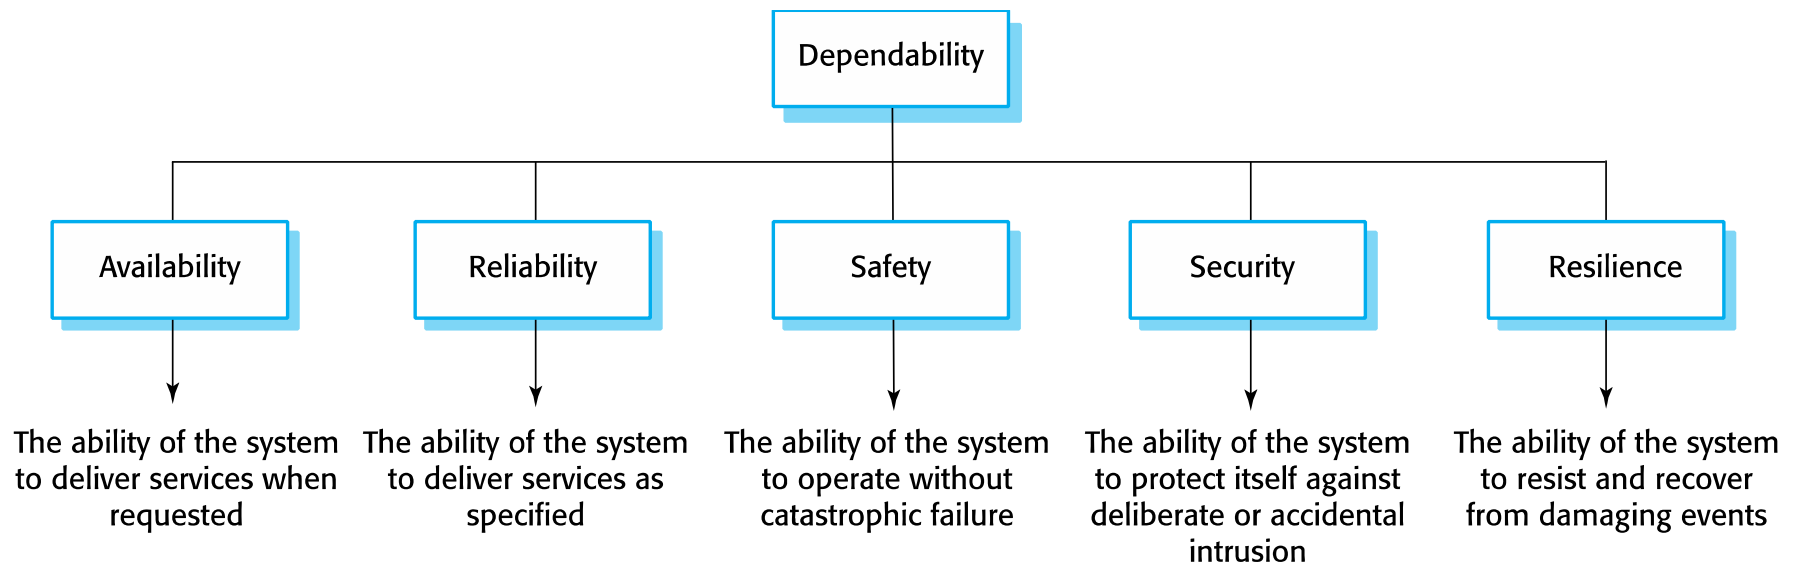 Dependability
Availability
Reliability
Safety
Security
Resilience
The ability of the system
to deliver services when
requested
The ability of the system
to deliver services as
specified
The ability of the system
to operate without
catastrophic failure
The ability of the system
to protect itself against
deliberate or accidental
intrusion
The ability of the system
to resist and recover
from damaging events